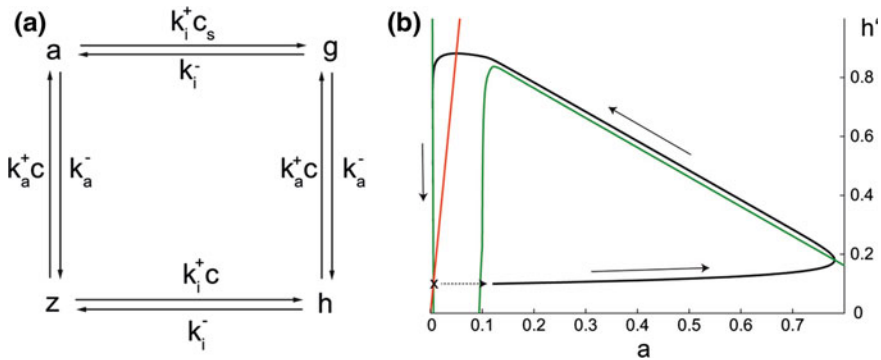 (a)
k_i^+ c_s
a g
k_i^-
k_a^+ c k_a^- k_a^+ c k_a^-
k_i^+ c
z h
k_i^-
(b)
h'
0.8
0.6
0.4
0.2
0
x
0 0.1 0.2 0.3 0.4 0.5 0.6 0.7
a